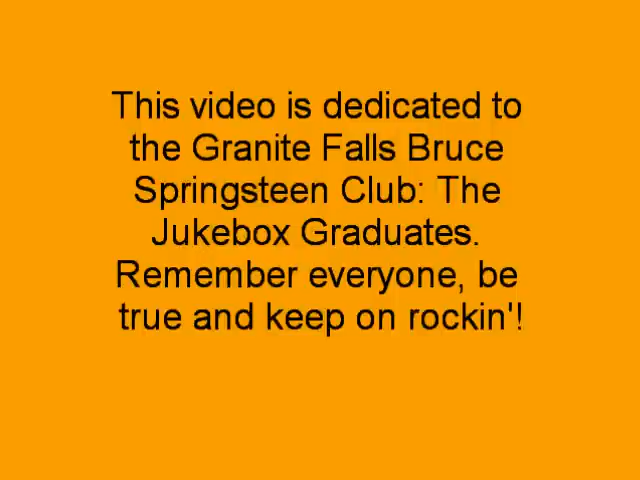 This video is dedicated to
the Granite Falls Bruce
Springsteen Club: The
Jukebox Graduates.
Remember everyone, be
true and keep on rockin'!